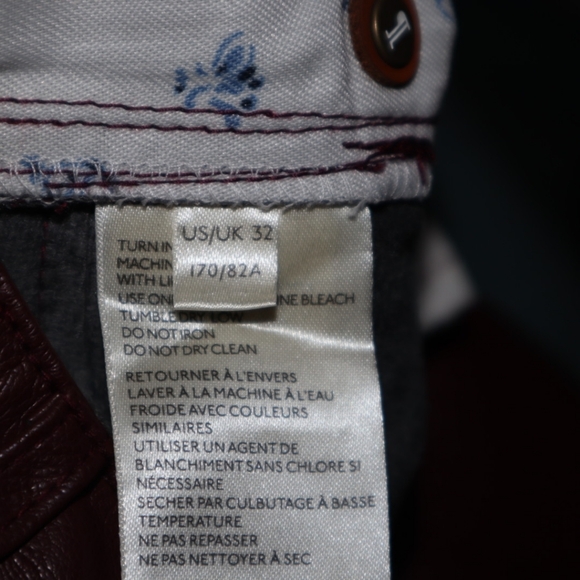 US/UK 32
170/82A
TURN IN
MACHIN
WITH LI
USE ON NE BLEACH
TUMBLE DRY LOW
DO NOT IRON
DO NOT DRY CLEAN
RETOURNER À L'ENVERS
LAVER À LA MACHINE À L'EAU
FROIDE AVEC COULEURS
SIMILAIRES
UTILISER UN AGENT DE
BLANCHIMENT SANS CHLORE SI
NÉCESSAIRE
SECHER PAR CULBUTAGE À BASSE
TEMPERATURE
NE PAS REPASSER
NE PAS NETTOYER À SEC